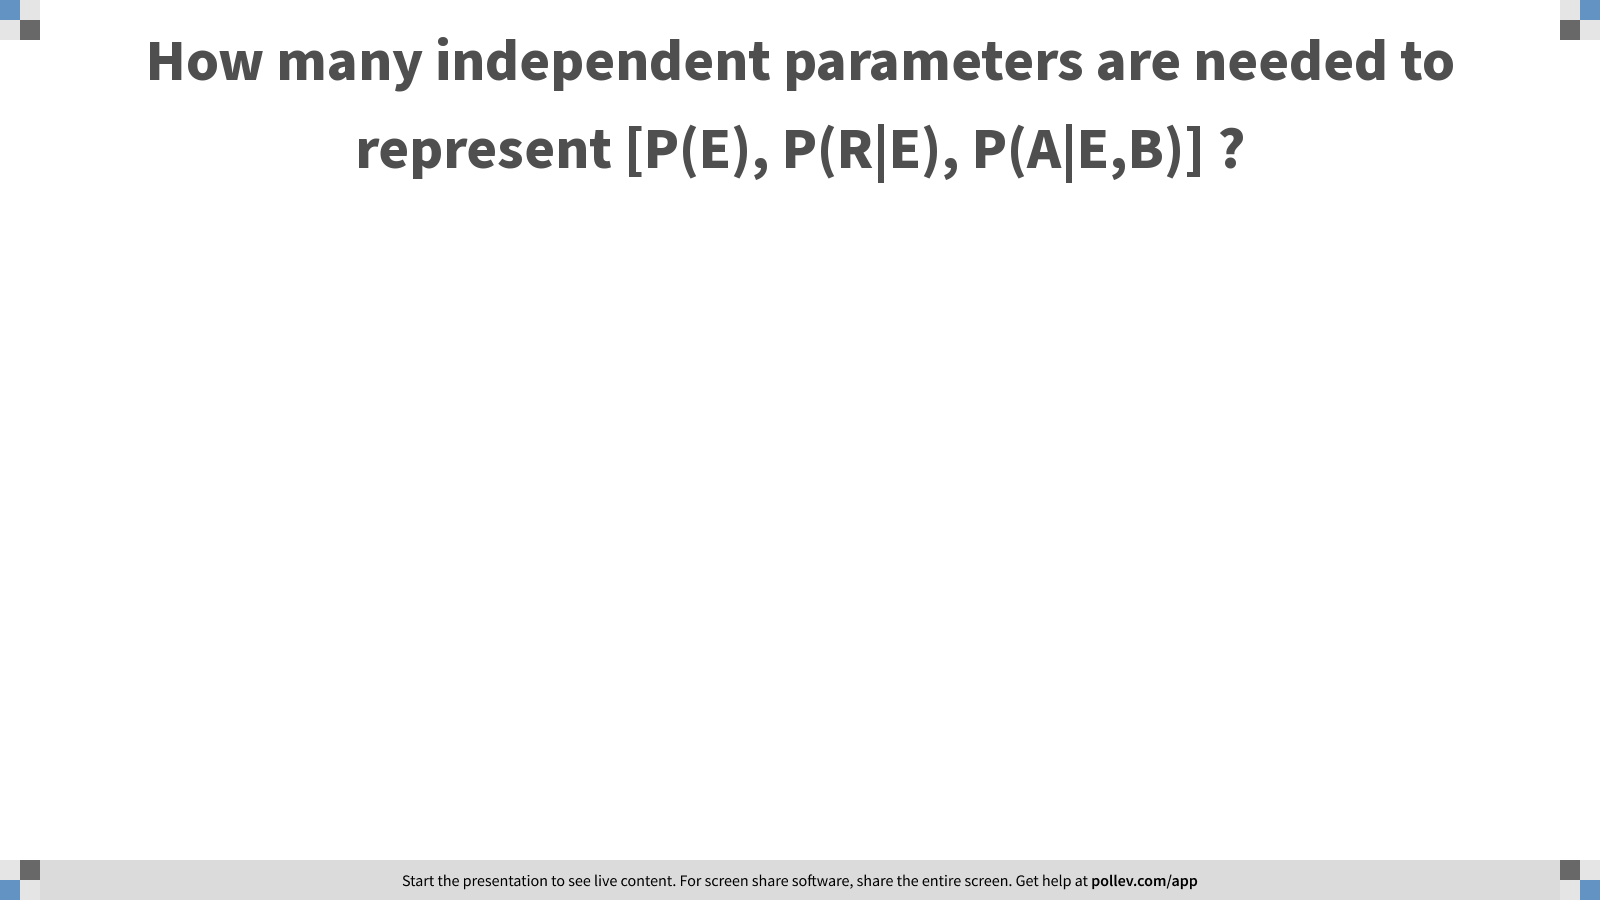 How many independent parameters are needed to
represent [P(E), P(R|E), P(A|E,B)] ?
Start the presentation to see live content. For screen share software, share the entire screen. Get help at pollev.com/app